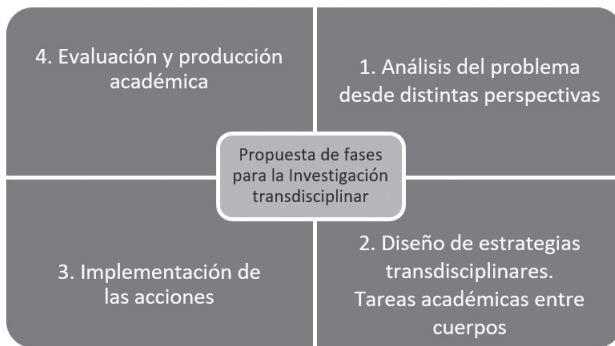 4. Evaluación y producción
académica
1. Análisis del problema
desde distintas perspectivas
Propuesta de fases
para la Investigación
transdisciplinar
3. Implementación de
las acciones
2. Diseño de estrategias
transdisciplinares.
Tareas académicas entre
cuerpos